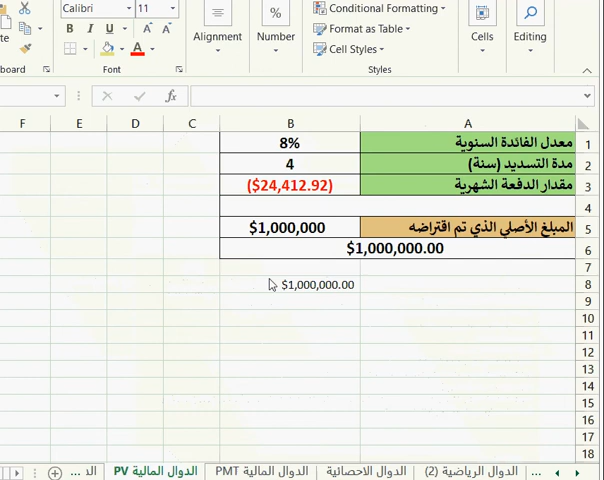 Calibri 11
B I U A
Alignment
%
Number
Conditional Formatting
Format as Table
Cell Styles
Cells
Editing
board
Font
Styles
fx
F E D C B A
معدل الفائدة السنوية 8% 1
مدة التسديد (سنة) 4 2
مقدار الدفعة الشهرية ($24,412.92) 3
4
المبلغ الأصلي الذي تم اقتراضه $1,000,000 5
$1,000,000.00 6
7
$1,000,000.00 8
9
10
11
12
13
14
15
16
17
18
... الد
الدوال المالية PV
الدوال المالية PMT
الدوال الاحصائية
الدوال الرياضية (2)
...